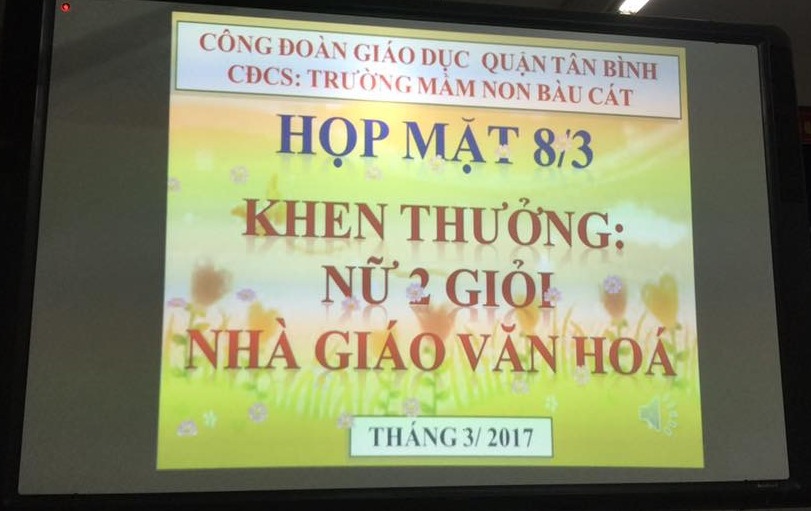 CÔNG ĐOÀN GIÁO DỤC QUẬN TÂN BÌNH
CĐCS: TRƯỜNG MẦM NON BÀU CÁT
HỌP MẶT 8/3
KHEN THƯỞNG:
NỮ 2 GIỎI
NHÀ GIÁO VĂN HOÁ
THÁNG 3/ 2017